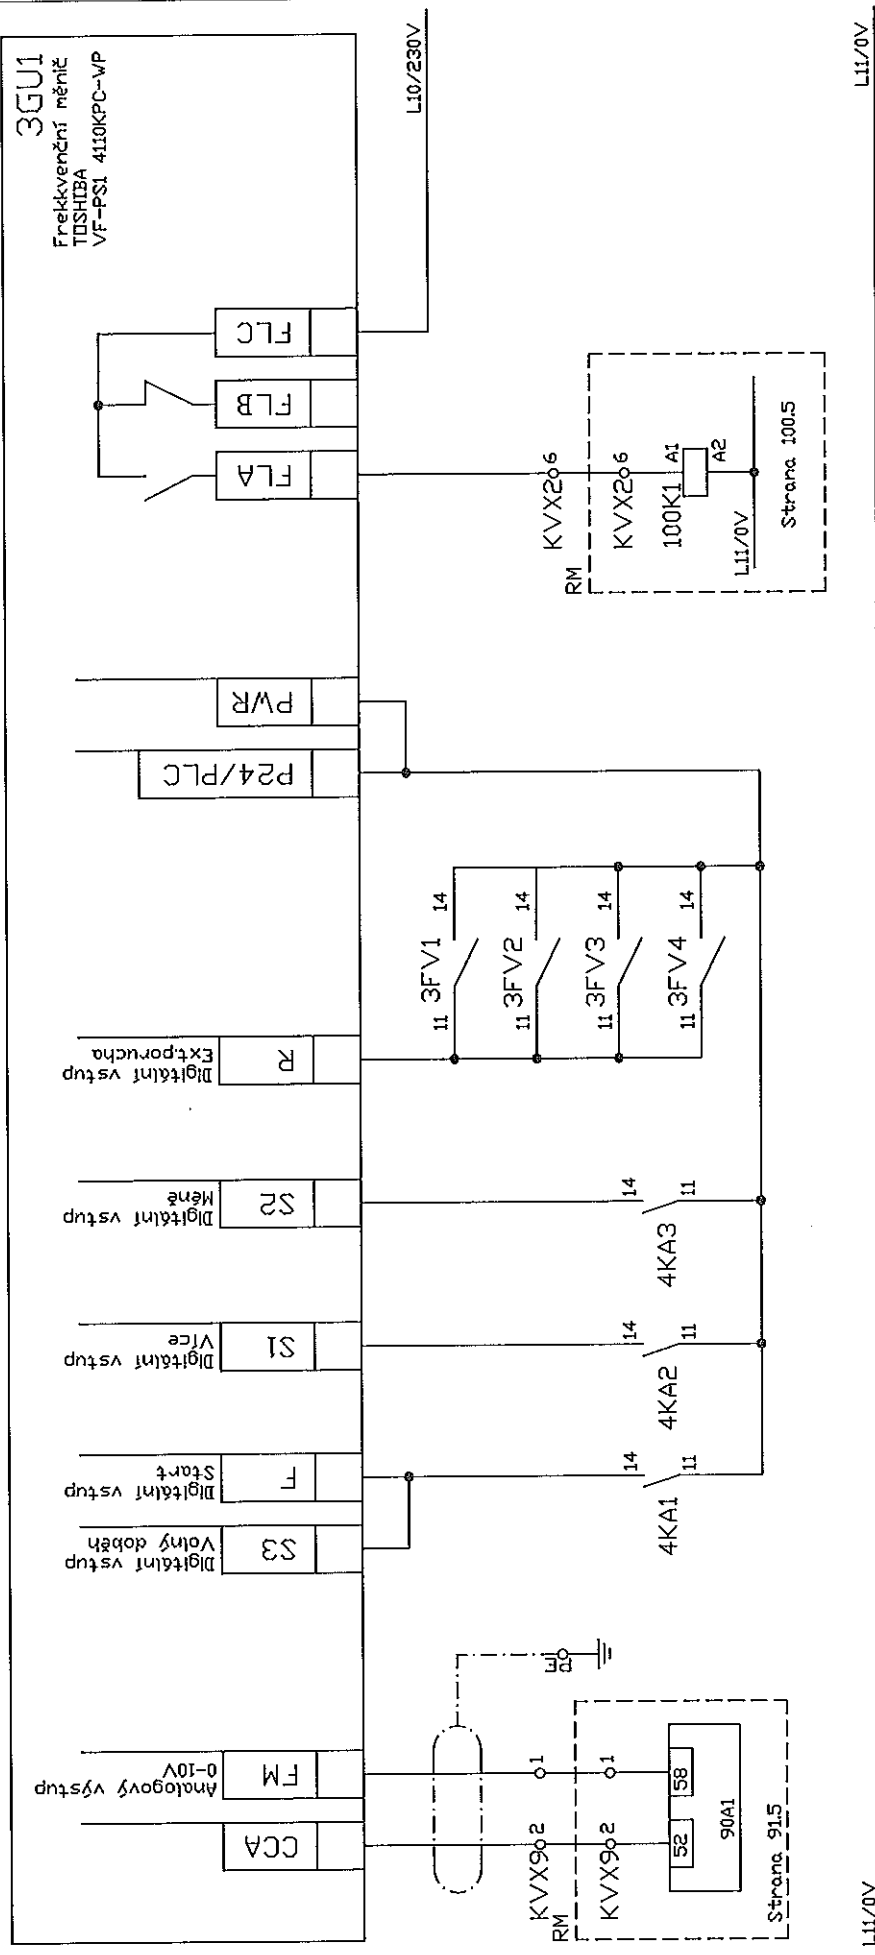 3GU1
Frekkvenční měnič
TOSHIBA
VF-PS1 4110KPC-WP
CCA
FM
Analogový výstup
0-10V
S3
Digitální vstup
Volný doběh
F
Digitální vstup
Start
S1
Digitální vstup
Více
S2
Digitální vstup
Méně
R
Digitální vstup
Ext.porucha
P24/PLC
PWR
FLA
FLB
FLC
L10/230V
11 3FV1 14
11 3FV2 14
11 3FV3 14
11 3FV4 14
14
4KA1
11
14
4KA2
11
14
4KA3
11
PE
KVX9 2 1
RM
KVX9 2 1
52 58
90A1
Strana 91.5
KVX2 6
RM
KVX2 6
100K1 A1
A2
L11/0V
Strana 100.5
L11/0V
L11/0V